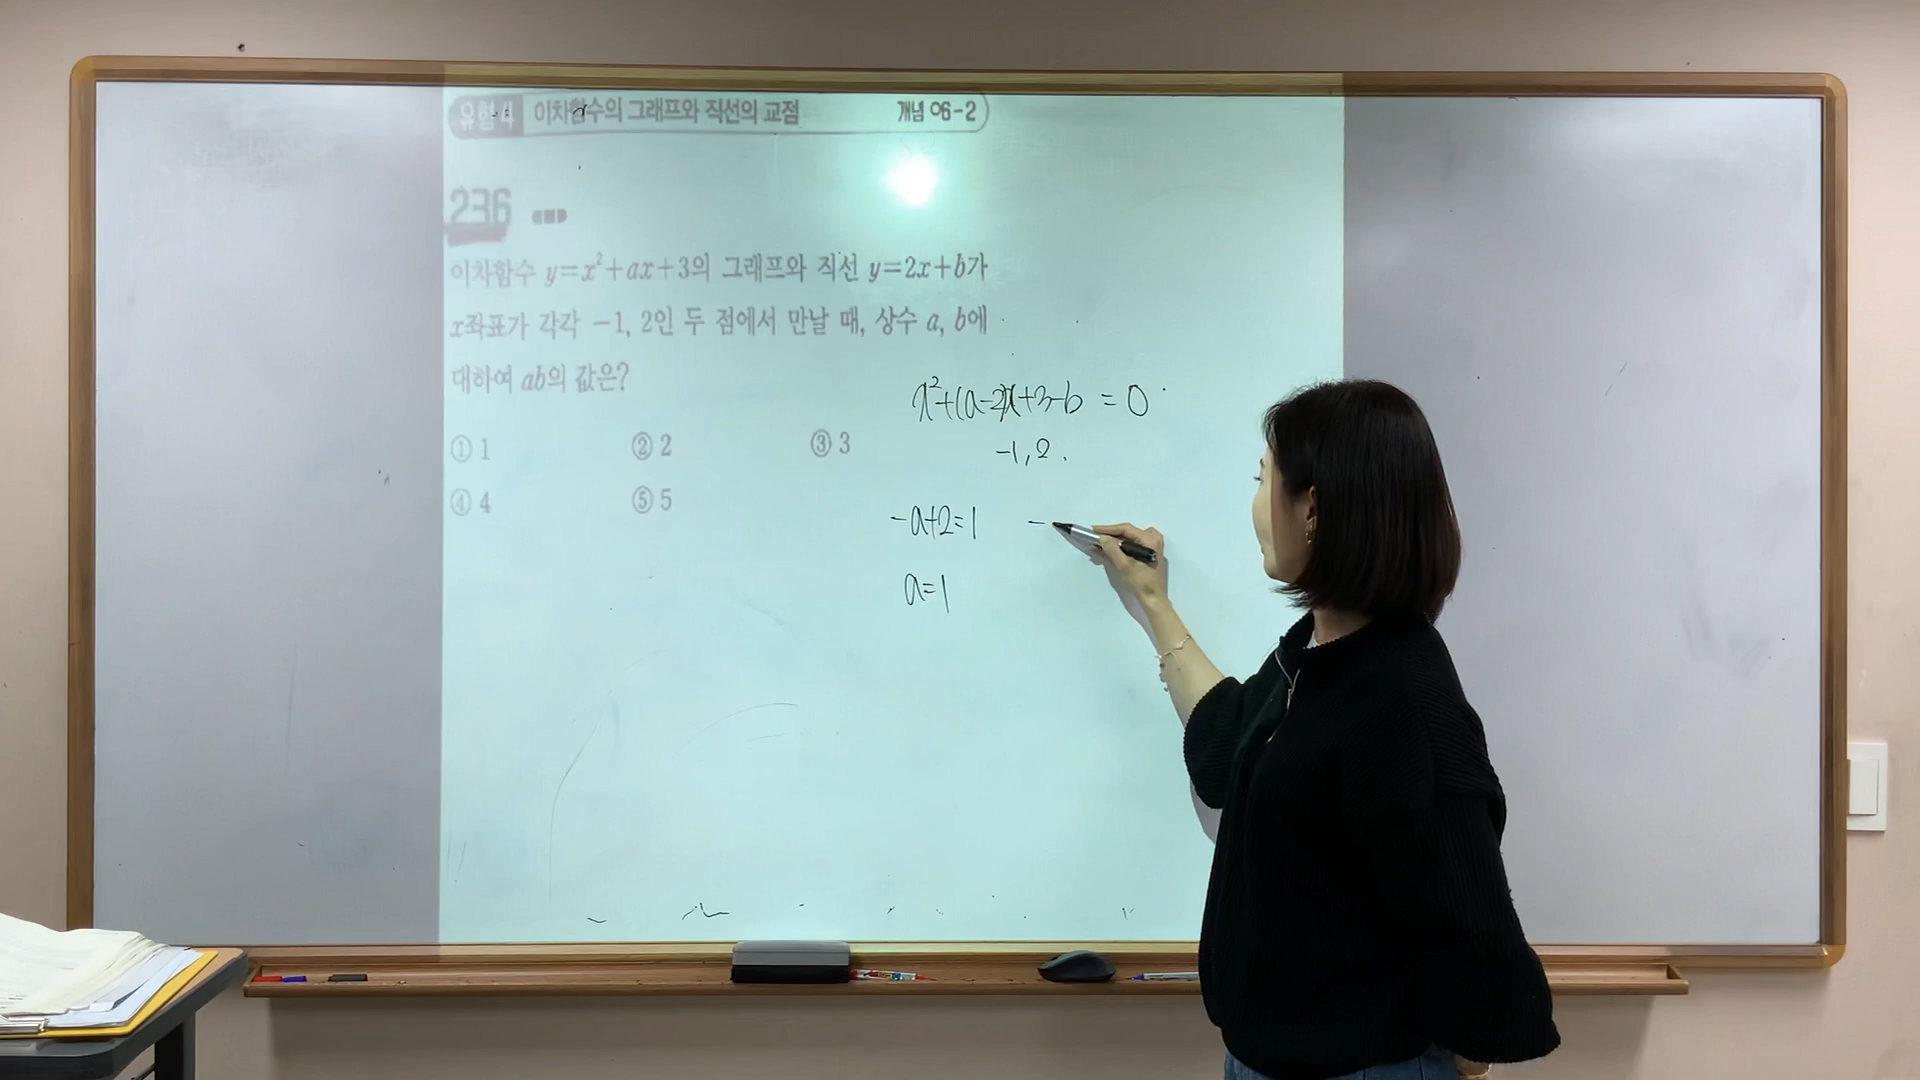 유형 4 이차함수의 그래프와 직선의 교점 개념 06-2
236
이차함수 y=x²+ax+3의 그래프와 직선 y=2x+b가
x좌표가 각각 -1, 2인 두 점에서 만날 때, 상수 a, b에
대하여 ab의 값은?
① 1 ② 2 ③ 3
④ 4 ⑤ 5
x²+(a-2)x+3-b = 0
-1, 2
-a+2=1 -
a=1